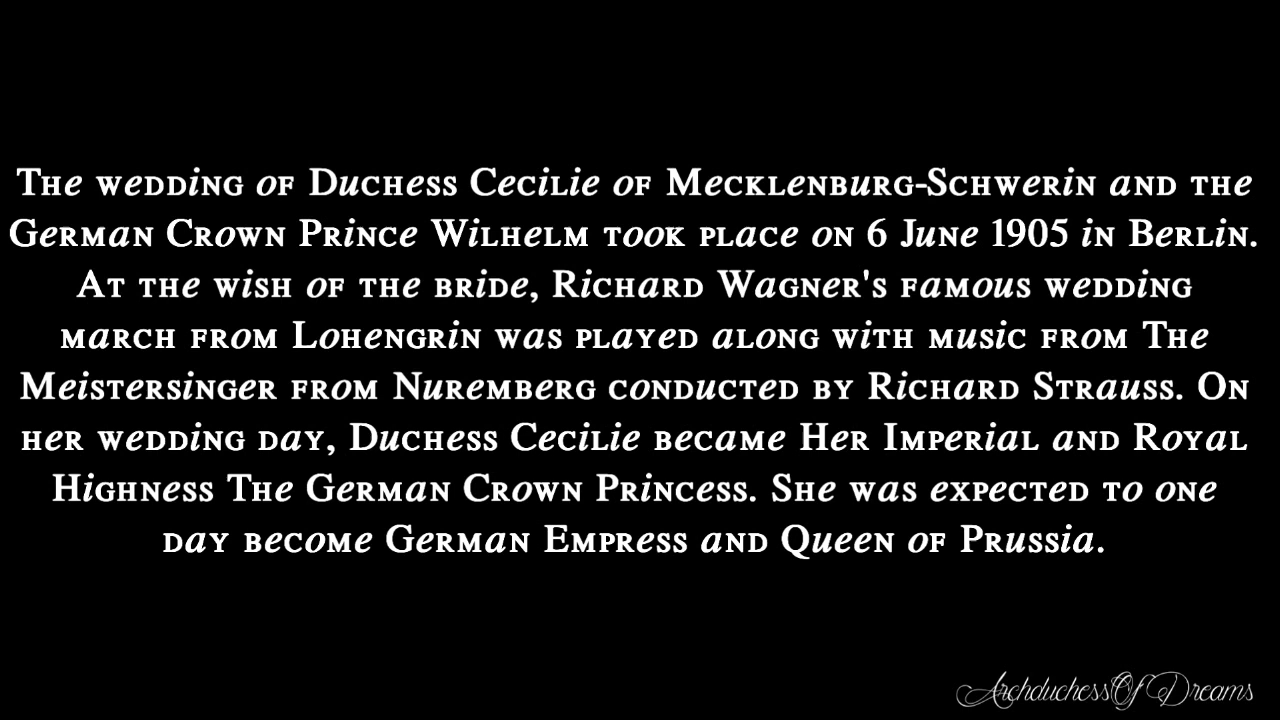 The wedding of Duchess Cecilie of Mecklenburg-Schwerin and the
German Crown Prince Wilhelm took place on 6 June 1905 in Berlin.
At the wish of the bride, Richard Wagner's famous wedding
march from Lohengrin was played along with music from The
Meistersinger from Nuremberg conducted by Richard Strauss. On
her wedding day, Duchess Cecilie became Her Imperial and Royal
Highness The German Crown Princess. She was expected to one
day become German Empress and Queen of Prussia.
ArchduchessOfDreams